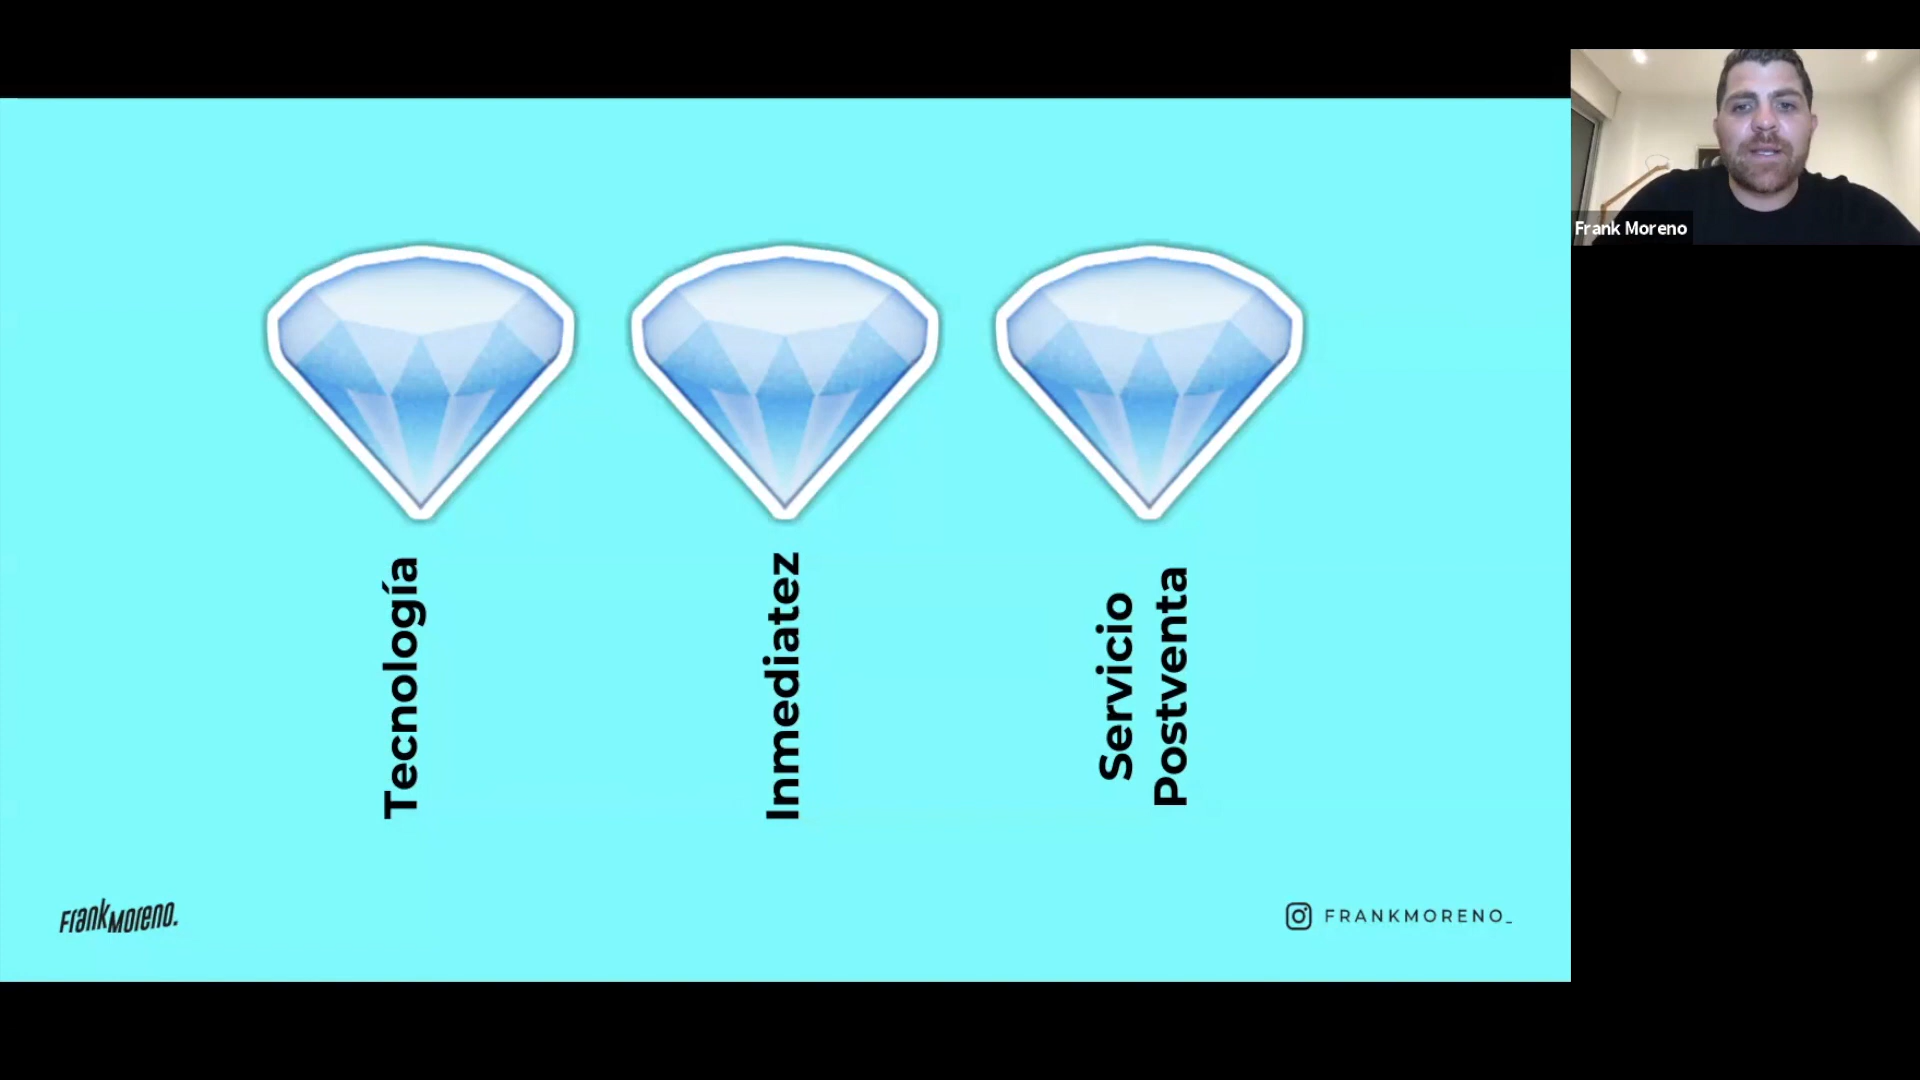 Frank Moreno
Tecnología
Inmediatez
Servicio
Postventa
FrankMoreno.
FRANKMORENO_